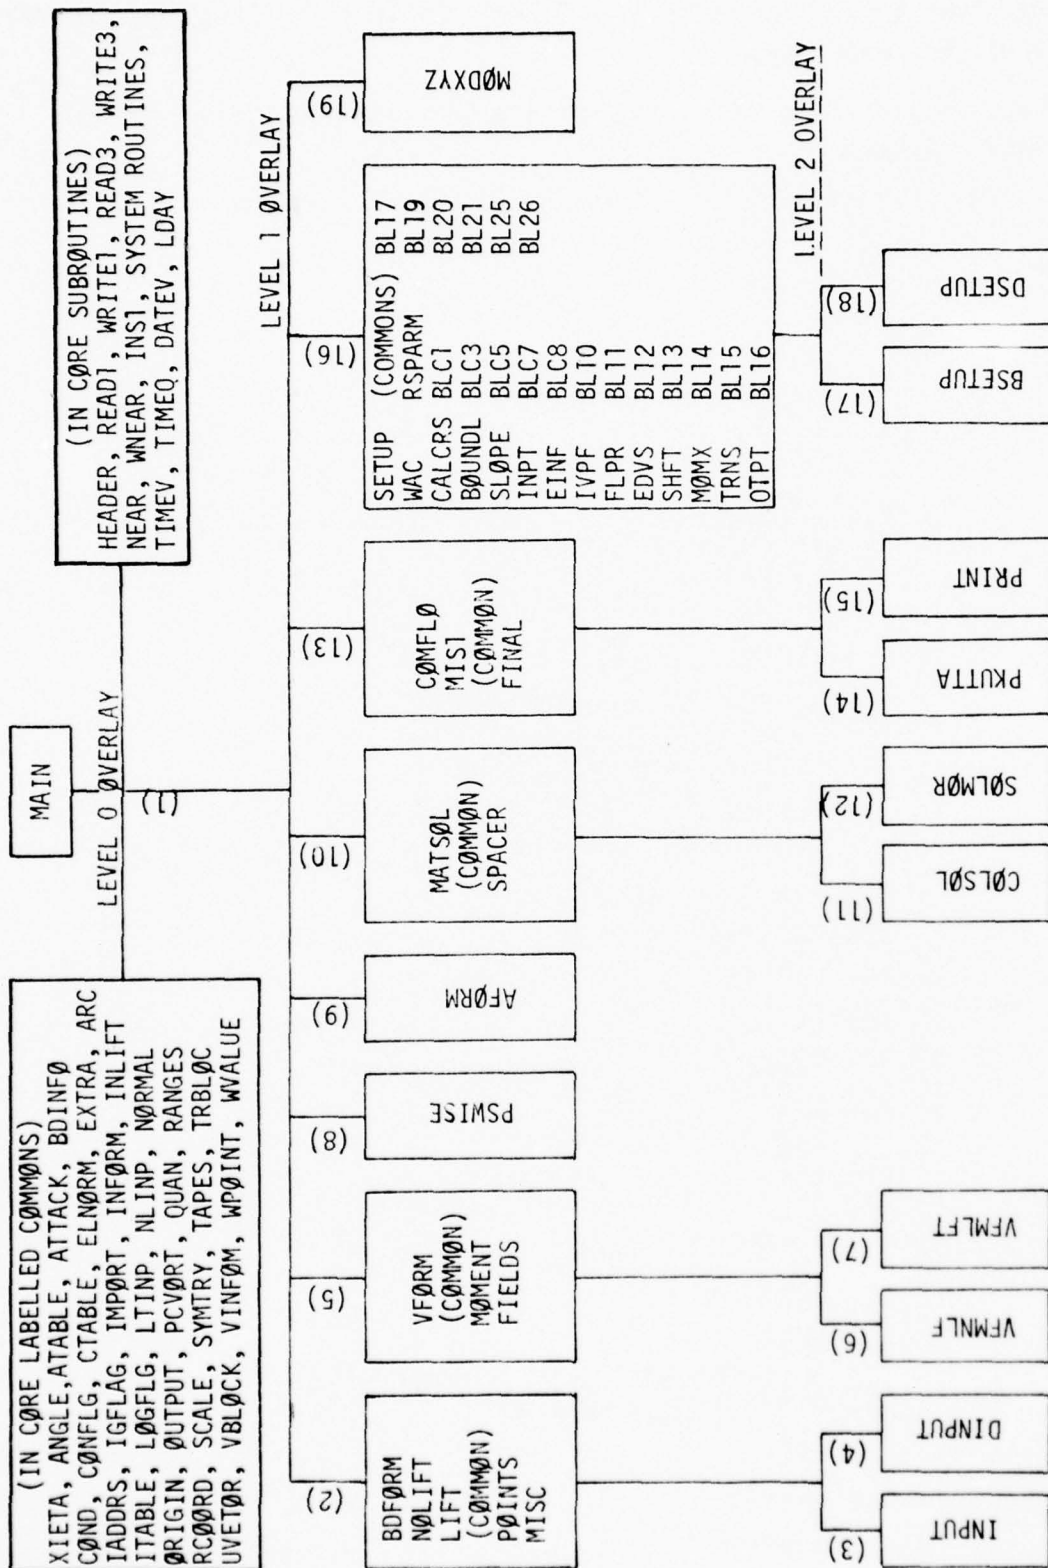 MAIN
LEVEL 0 ØVERLAY
(1)
(IN CØRE LABELLED CØMMØNS)
XIETA, ANGLE,ATABLE, ATTACK, BDINFØ
CØND, CØNFLG, CTABLE, ELNØRM, EXTRA, ARC
IADDRS, IGFLAG, IMPØRT, INFØRM, INLIFT
ITABLE, LØGFLG, LTINP, NLINP, NØRMAL
ØRIGIN, ØUTPUT, PCVØRT, QUAN, RANGES
RCØØRD, SCALE, SYMTRY, TAPES, TRBLØC
UVETØR, VBLØCK, VINFØM, WPØINT, WVALUE
(IN CØRE SUBRØUTINES)
HEADER, READ1, WRITE1, READ3, WRITE3,
NEAR, WNEAR, INS1, SYSTEM RØUTINES,
TIMEV, TIMEQ, DATEV, LDAY
LEVEL 1 ØVERLAY
(2)
BDFØRM
NØLIFT
LIFT
(CØMMØN)
PØINTS
MISC
(5)
VFØRM
(CØMMØN)
MØMENT
FIELDS
(8)
PSWISE
(9)
AFØRM
(10)
MATSØL
(CØMMØN)
SPACER
(13)
CØMFLØ
MIS1
(CØMMØN)
FINAL
(16)
SETUP (CØMMØNS) BL17
WAC RSPARM BL19
CALCRS BLC1 BL20
BØUNDL BLC3 BL21
SLØPE BLC5 BL25
INPT BLC7 BL26
EINF BLC8
IVPF BL10
FLPR BL11
EDVS BL12
SHFT BL13
MØMX BL14
TRNS BL15
OTPT BL16
(19)
MØDXYZ
LEVEL 2 ØVERLAY
(3)
INPUT
(4)
DINPUT
(6)
VFMNLF
(7)
VFMLFT
(11)
CØLSØL
(12)
SØLMØR
(14)
PKUTTA
(15)
PRINT
(17)
BSETUP
(18)
DSETUP